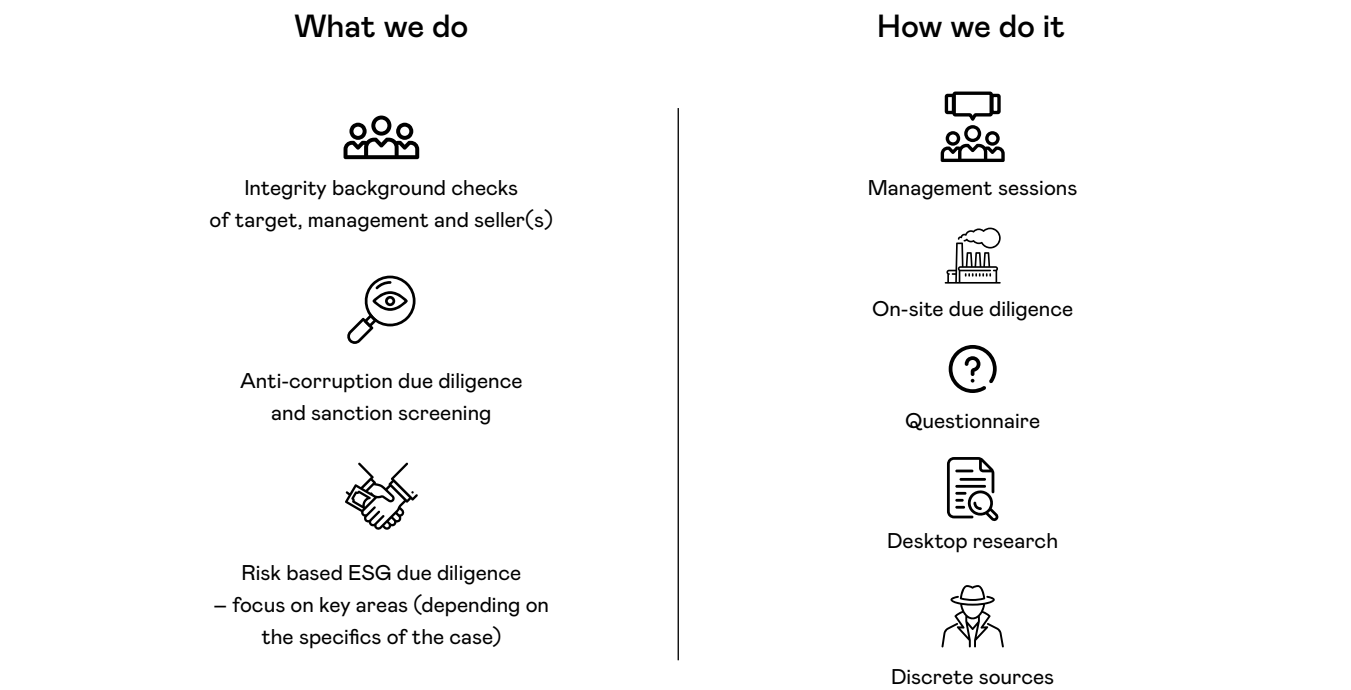 What we do
Integrity background checks
of target, management and seller(s)
Anti-corruption due diligence
and sanction screening
Risk based ESG due diligence
– focus on key areas (depending on
the specifics of the case)
How we do it
Management sessions
On-site due diligence
Questionnaire
Desktop research
Discrete sources